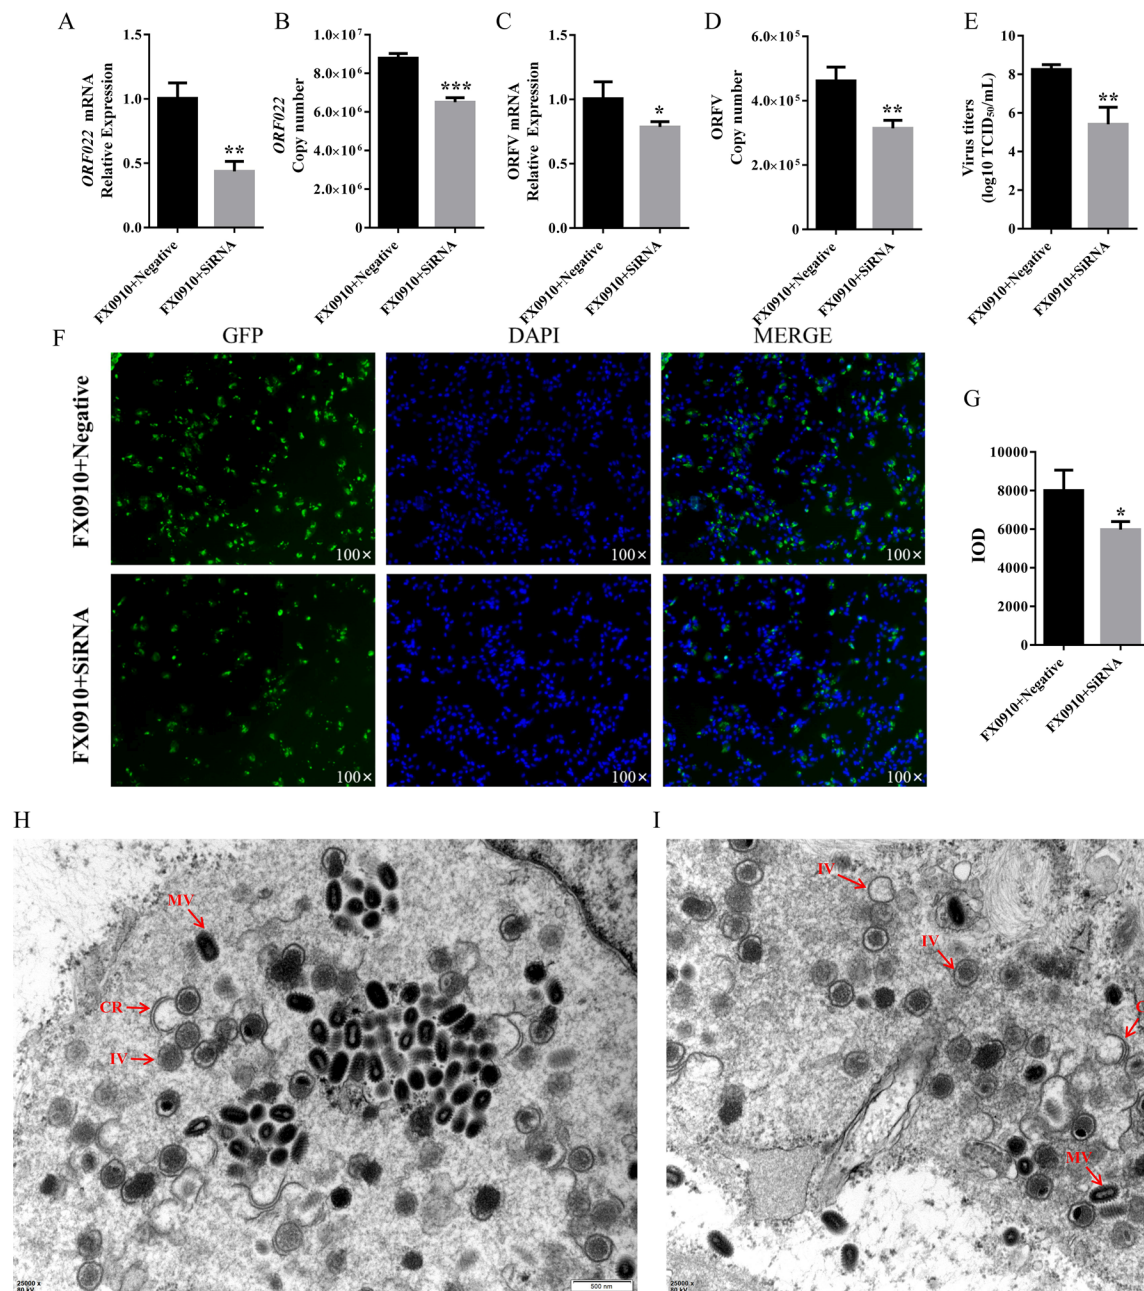 A
ORF022 mRNA
Relative Expression
1.5
1.0
0.5
0.0
**
FX0910+Negative
FX0910+SiRNA
B
ORF022
Copy number
1.0×10⁷
8.0×10⁶
6.0×10⁶
4.0×10⁶
2.0×10⁶
0
***
FX0910+Negative
FX0910+SiRNA
C
ORFV mRNA
Relative Expression
1.5
1.0
0.5
0.0
*
FX0910+Negative
FX0910+SiRNA
D
ORFV
Copy number
6.0×10⁵
4.0×10⁵
2.0×10⁵
0
**
FX0910+Negative
FX0910+SiRNA
E
Virus titers
(log10 TCID₅₀/mL)
10
8
6
4
2
0
**
FX0910+Negative
FX0910+SiRNA
F
GFP
DAPI
MERGE
FX0910+Negative
100×
100×
100×
FX0910+SiRNA
100×
100×
100×
G
IOD
10000
8000
6000
4000
2000
0
*
FX0910+Negative
FX0910+SiRNA
H
MV
CR
IV
25000 x
80 kV
500 nm
I
IV
IV
MV
25000 x
80 kV